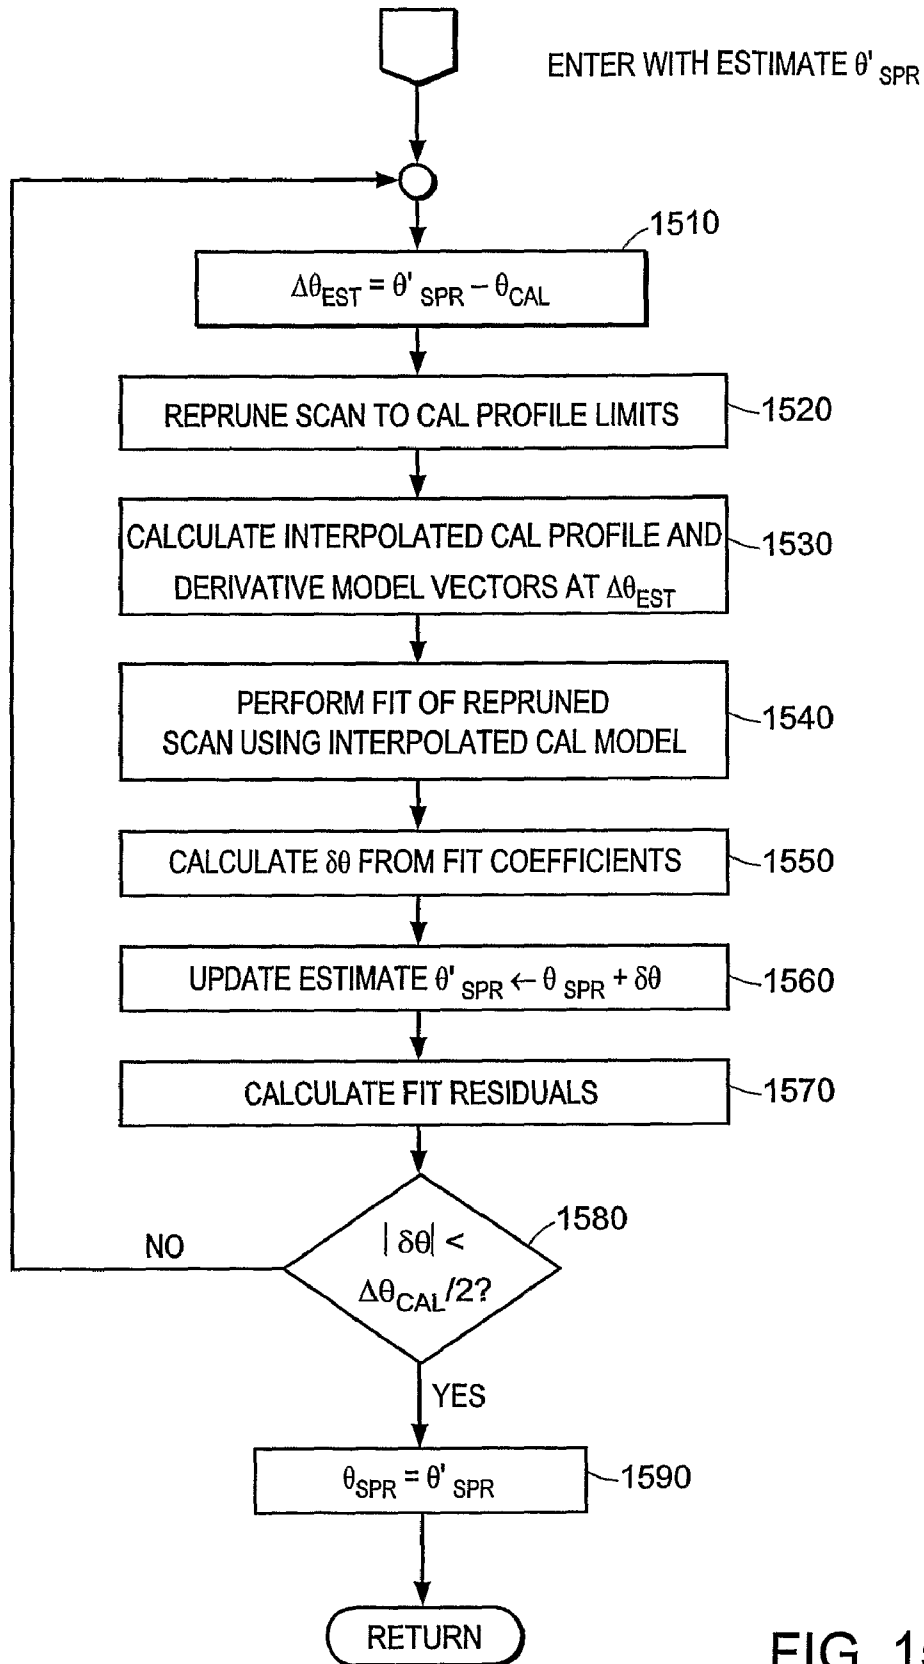 ENTER WITH ESTIMATE θ' SPR
1510
ΔθEST = θ' SPR – θCAL
REPRUNE SCAN TO CAL PROFILE LIMITS
1520
CALCULATE INTERPOLATED CAL PROFILE AND
DERIVATIVE MODEL VECTORS AT ΔθEST
1530
PERFORM FIT OF REPRUNED
SCAN USING INTERPOLATED CAL MODEL
1540
CALCULATE δθ FROM FIT COEFFICIENTS
1550
UPDATE ESTIMATE θ' SPR ← θ SPR + δθ
1560
CALCULATE FIT RESIDUALS
1570
1580
| δθ| <
ΔθCAL/2?
NO
YES
θSPR = θ' SPR
1590
RETURN
FIG.